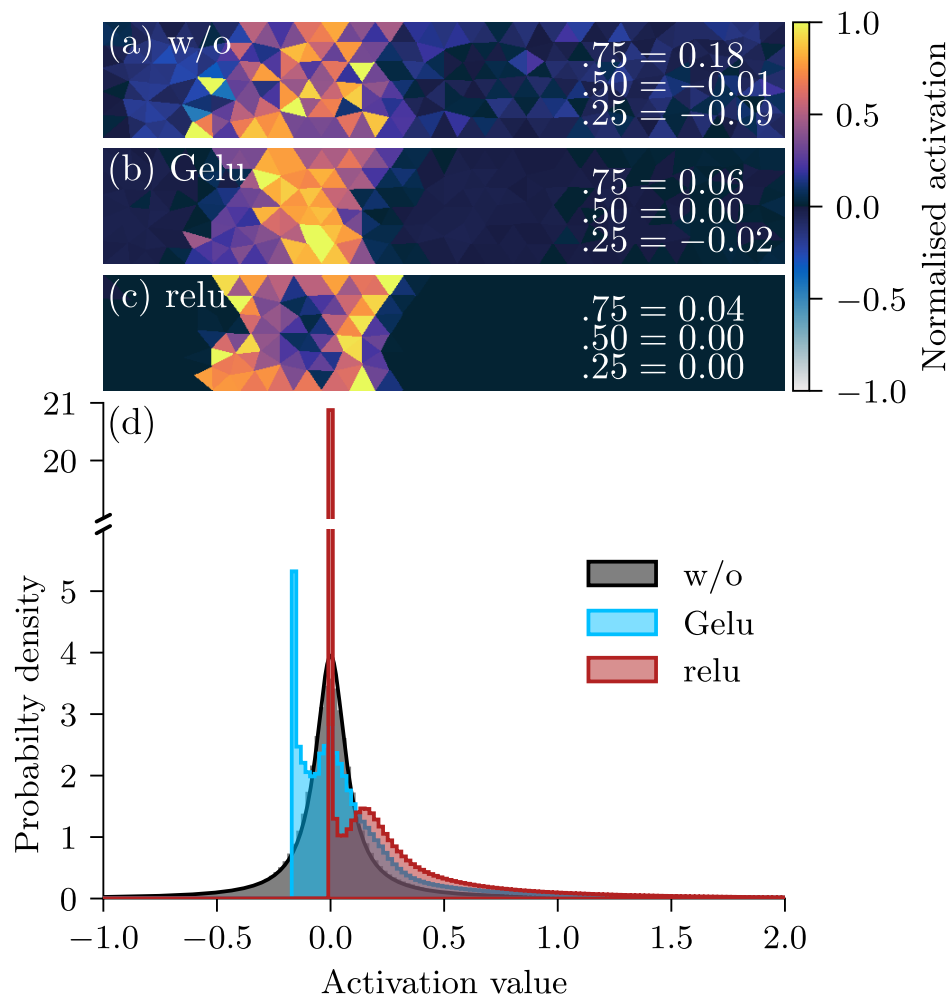 (a) w/o
.75 = 0.18
.50 = −0.01
.25 = −0.09
(b) Gelu
.75 = 0.06
.50 = 0.00
.25 = −0.02
(c) relu
.75 = 0.04
.50 = 0.00
.25 = 0.00
1.0
0.5
0.0
−0.5
−1.0
Normalised activation
(d)
21
20
5
4
3
2
1
0
Probabilty density
w/o
Gelu
relu
−1.0 −0.5 0.0 0.5 1.0 1.5 2.0
Activation value